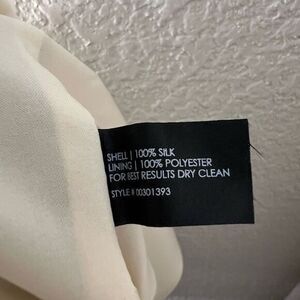 SHELL | 100% SILK
LINING | 100% POLYESTER
FOR BEST RESULTS DRY CLEAN
STYLE # 00301393